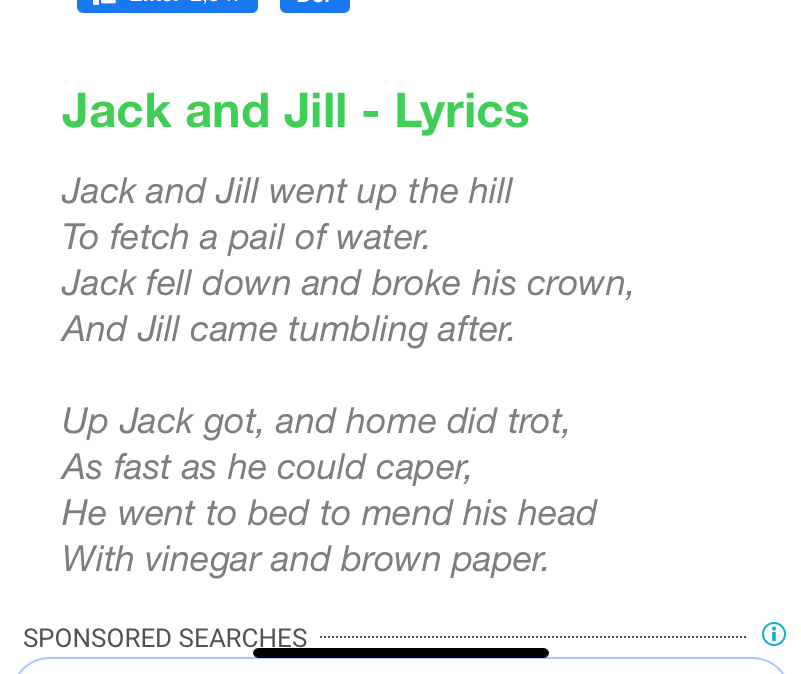 Jack and Jill - Lyrics
Jack and Jill went up the hill
To fetch a pail of water.
Jack fell down and broke his crown,
And Jill came tumbling after.
Up Jack got, and home did trot,
As fast as he could caper,
He went to bed to mend his head
With vinegar and brown paper.
SPONSORED SEARCHES